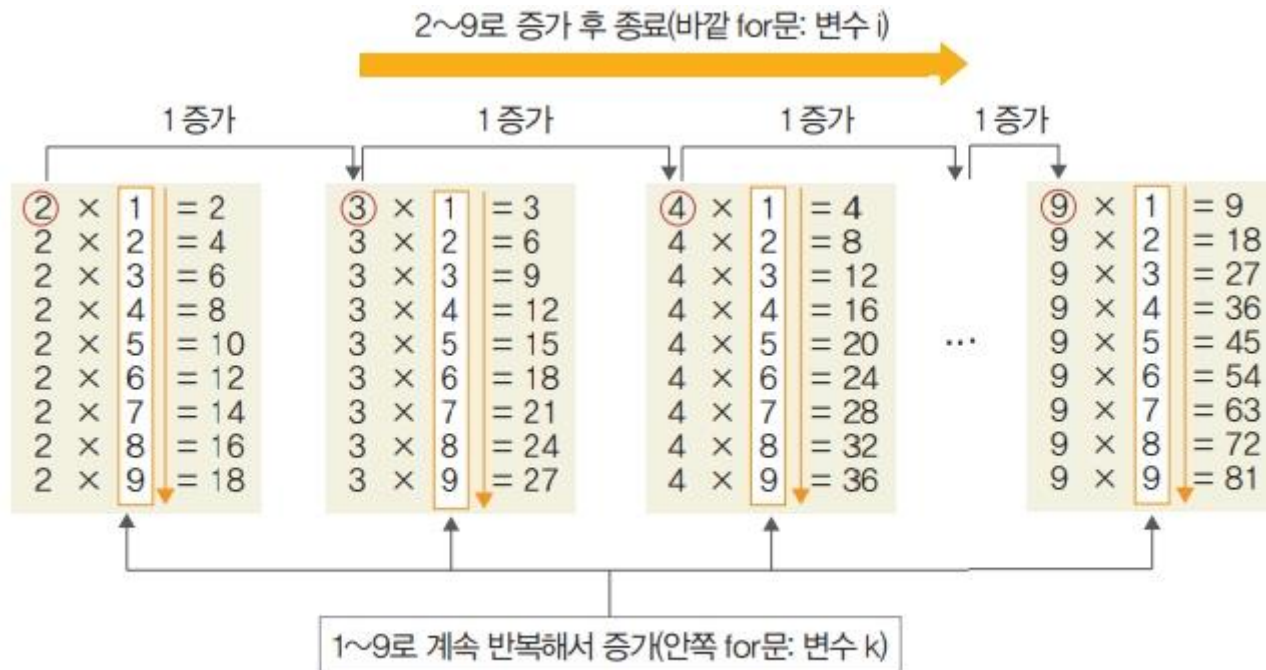 2~9로 증가 후 종료(바깥 for문: 변수 i)
1 증가 1 증가 1 증가 1 증가
2 × 1 = 2
2 × 2 = 4
2 × 3 = 6
2 × 4 = 8
2 × 5 = 10
2 × 6 = 12
2 × 7 = 14
2 × 8 = 16
2 × 9 = 18
3 × 1 = 3
3 × 2 = 6
3 × 3 = 9
3 × 4 = 12
3 × 5 = 15
3 × 6 = 18
3 × 7 = 21
3 × 8 = 24
3 × 9 = 27
4 × 1 = 4
4 × 2 = 8
4 × 3 = 12
4 × 4 = 16
4 × 5 = 20
4 × 6 = 24
4 × 7 = 28
4 × 8 = 32
4 × 9 = 36
…
9 × 1 = 9
9 × 2 = 18
9 × 3 = 27
9 × 4 = 36
9 × 5 = 45
9 × 6 = 54
9 × 7 = 63
9 × 8 = 72
9 × 9 = 81
1~9로 계속 반복해서 증가(안쪽 for문: 변수 k)